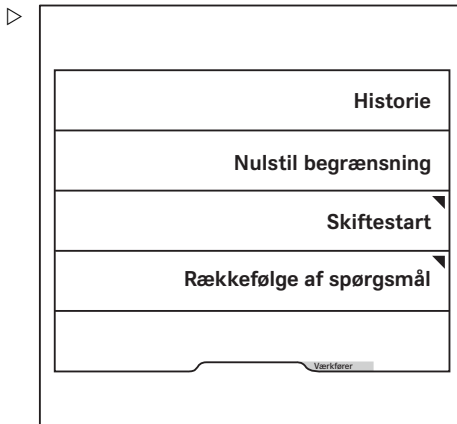 Historie
Nulstil begrænsning
Skiftestart
Rækkefølge af spørgsmål
Værkfører